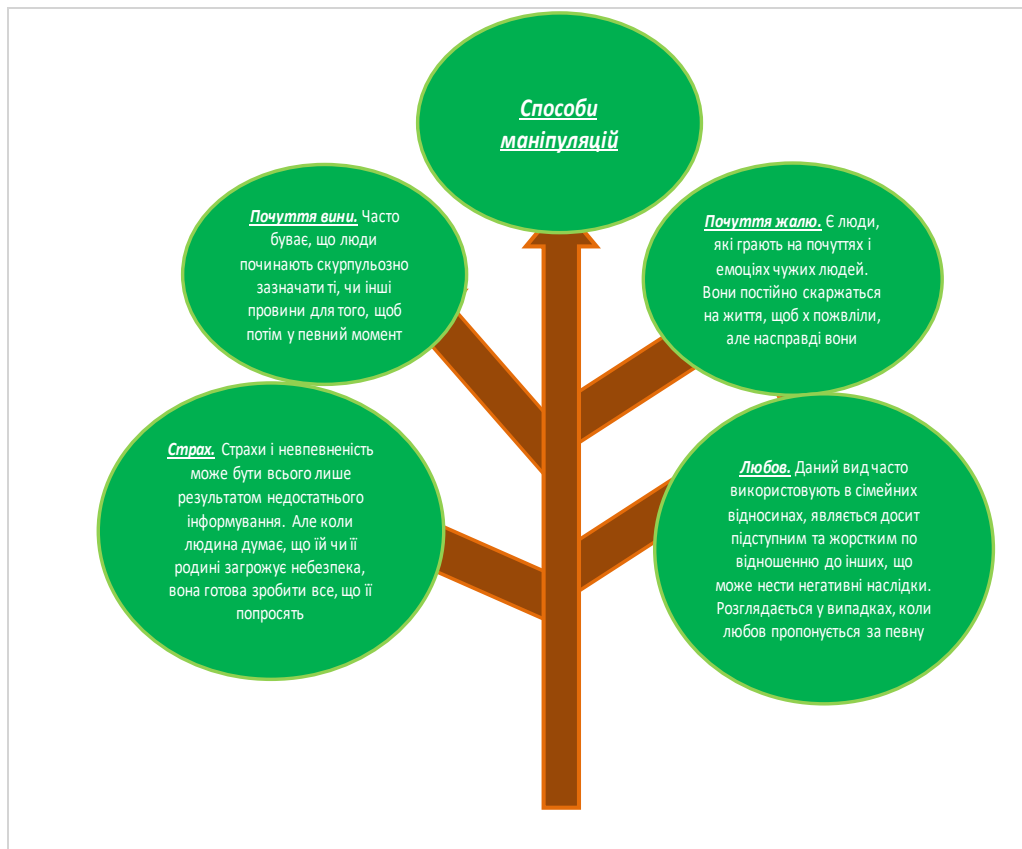 Способи
маніпуляцій
Почуття вини. Часто
буває, що люди
починають скурпульозно
зазначати ті, чи інші
провини для того, щоб
потім у певний момент
Почуття жалю. Є люди,
які грають на почуттях і
емоціях чужих людей.
Вони постійно скаржаться
на життя, щоб х пожвліли,
але насправді вони
Страх. Страхи і невпевненість
може бути всього лише
результатом недостатнього
інформування. Але коли
людина думає, що їй чи її
родині загрожує небезпека,
вона готова зробити все, що її
попросять
Любов. Даний вид часто
використовують в сімейних
відносинах, являється досит
підступним та жорстким по
відношенню до інших, що
може нести негативні наслідки.
Розглядається у випадках, коли
любов пропонується за певну